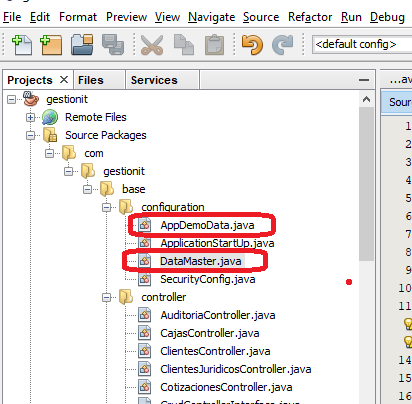 File Edit Format Preview View Navigate Source Refactor Run Debug
<default config>
Projects × Files Services
...av
Sour
gestionit
Remote Files
Source Packages
com
gestionit
base
configuration
AppDemoData.java
ApplicationStartUp.java
DataMaster.java
SecurityConfig.java
controller
AuditoriaController.java
CajasController.java
ClientesController.java
ClientesJuridicosController.java
CotizacionesController.java
1
2
3
4
5
6
7
8
9
10
11
14
15
16